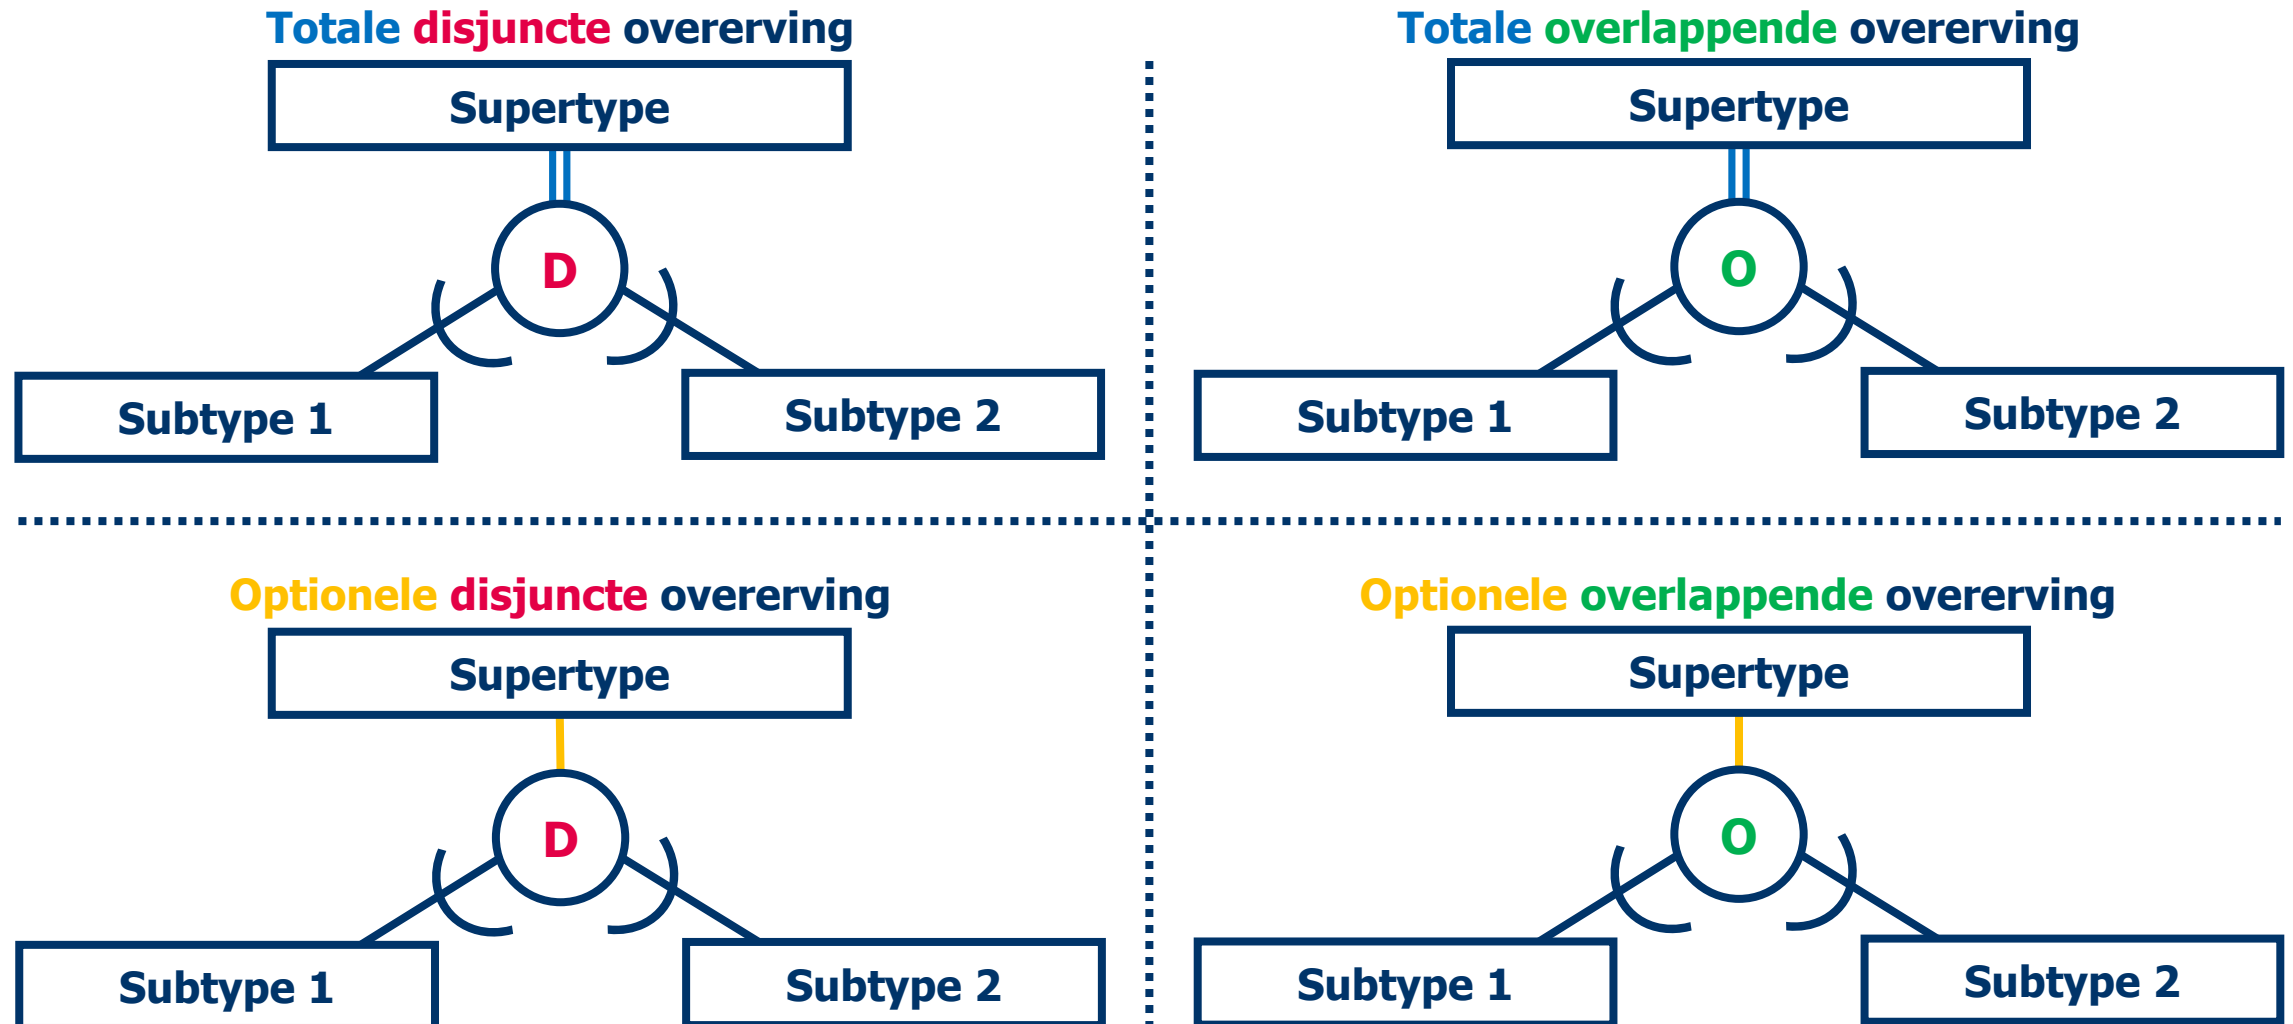 Totale disjuncte overerving
Supertype
D
Subtype 1
Subtype 2
Totale overlappende overerving
Supertype
O
Subtype 1
Subtype 2
Optionele disjuncte overerving
Supertype
D
Subtype 1
Subtype 2
Optionele overlappende overerving
Supertype
O
Subtype 1
Subtype 2